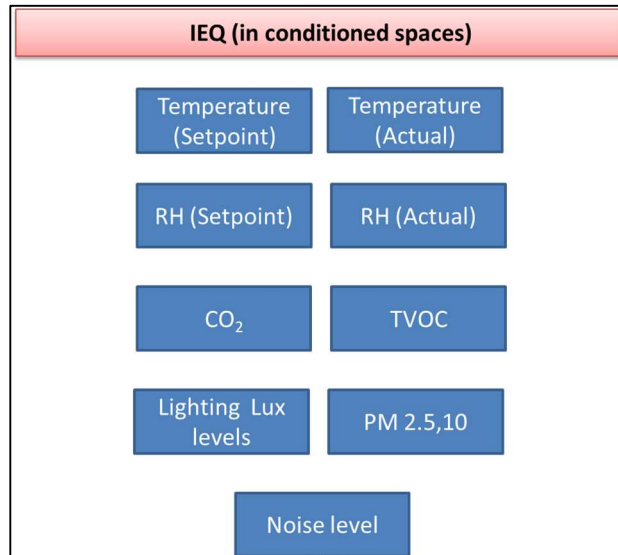 IEQ (in conditioned spaces)
Temperature
(Setpoint)
Temperature
(Actual)
RH (Setpoint)
RH (Actual)
CO₂
TVOC
Lighting Lux
levels
PM 2.5,10
Noise level